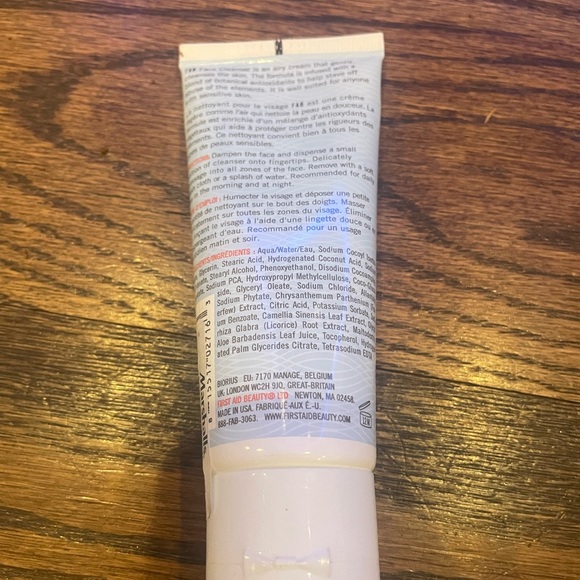 FAB Face Cleanser is an airy cream that gently
cleanses the skin. The formula is infused with a
blend of botanical antioxidants to help stave off
of the elements. It is well suited for anyone
with sensitive skin.
nettoyant pour le visage FAB est une crème
comme l'air qui nettoie la peau en douceur. La
est enrichie d'un mélange d'antioxydants
qui aide à protéger contre les rigueurs des
Ce nettoyant convient bien à tous les
de peaux sensibles.
Dampen the face and dispense a small
of cleanser onto fingertips. Delicately
into all zones of the face. Remove with a soft
cloth or a splash of water. Recommended for daily
the morning and at night.
Humecter le visage et déposer une petite
de nettoyant sur le bout des doigts. Masser
sur toutes les zones du visage. Éliminer
le visage à l'aide d'une lingette douce ou
d'eau. Recommandé pour un usage
matin et soir.
Aqua/Water/Eau, Sodium Cocoyl
Glycerin, Stearic Acid, Hydrogenated Coconut Acid, Sodium
Stearyl Alcohol, Phenoxyethanol, Disodium
Sodium PCA, Hydroxypropyl Methylcellulose,
Glyceryl Oleate, Sodium Chloride,
Sodium Phytate, Chrysanthemum Parthenium
Extract, Citric Acid, Potassium Sorbate,
Benzoate, Camellia Sinensis Leaf Extract,
Glabra (Licorice) Root Extract,
Aloe Barbadensis Leaf Juice, Tocopherol,
Palm Glycerides Citrate, Tetrasodium EDTA
BIORIUS EU: 7170 MANAGE, BELGIUM
UK: LONDON WC2H 9JQ, GREAT-BRITAIN
FIRST AID BEAUTY® LTD NEWTON, MA 02458.
MADE IN USA. FABRIQUÉ AUX É.-U.
888-FAB-3063. WWW.FIRSTAIDBEAUTY.COM
12M